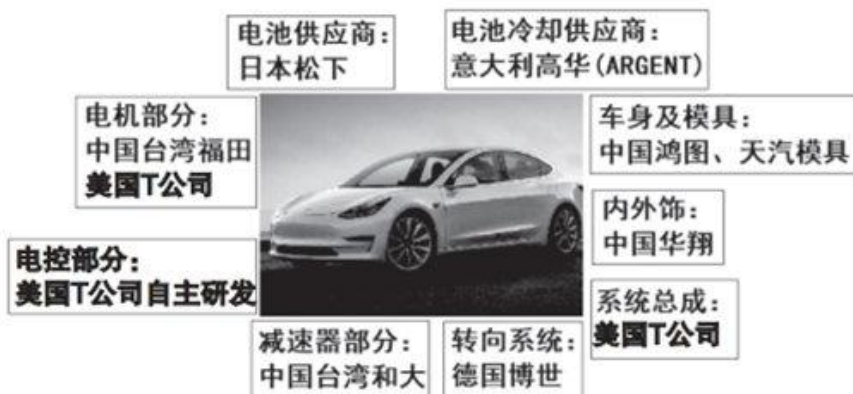 电池供应商：
日本松下
电池冷却供应商：
意大利高华(ARGENT)
电机部分：
中国台湾福田
美国T公司
车身及模具：
中国鸿图、天汽模具
内外饰：
中国华翔
电控部分：
美国T公司自主研发
系统总成：
美国T公司
减速器部分：
中国台湾和大
转向系统：
德国博世